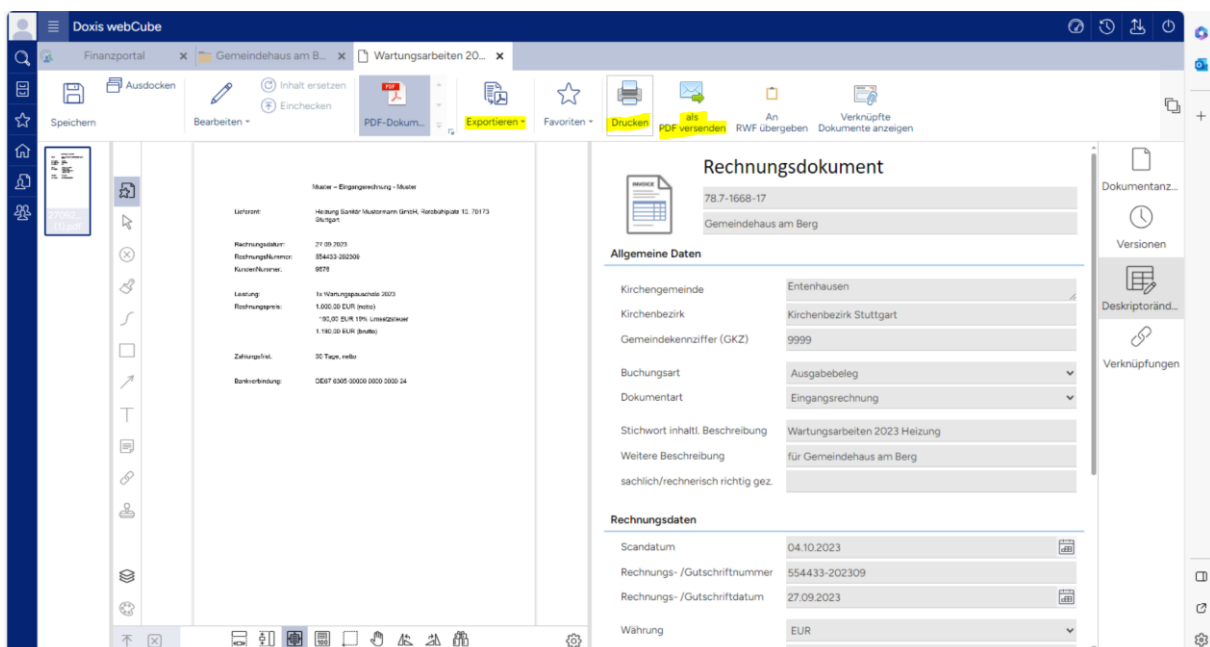 Doxis webCube
Finanzportal
Gemeindehaus am B...
Wartungsarbeiten 20...
Speichern
Ausdocken
Bearbeiten
Inhalt ersetzen
Einchecken
PDF
PDF-Dokum...
Exportieren
Favoriten
Drucken
als
PDF versenden
An
RWF übergeben
Verknüpfte
Dokumente anzeigen
Muster – Eingangsrechnung - Muster
Lieferant: Heizung Sanitär Mustermann GmbH, 10, 70173
Stuttgart
Rechnungsdatum: 27.09.2023
RechnungsNummer: 554433-202309
KundenNummer:
Leistung: 1x Wartungspauschale 2023
Rechnungspreis: 1.000,00 EUR (netto)
190,00 EUR 19% Umsatzsteuer
1.190,00 EUR (brutto)
Zahlungsfrist: 30 Tage, netto
Bankverbindung:
INVOICE
Rechnungsdokument
78.7-1668-17
Gemeindehaus am Berg
Allgemeine Daten
Kirchengemeinde Entenhausen
Kirchenbezirk Kirchenbezirk Stuttgart
Gemeindekennziffer (GKZ) 9999
Buchungsart Ausgabebeleg
Dokumentart Eingangsrechnung
Stichwort inhaltl. Beschreibung Wartungsarbeiten 2023 Heizung
Weitere Beschreibung für Gemeindehaus am Berg
sachlich/rechnerisch richtig gez.
Rechnungsdaten
Scandatum 04.10.2023
Rechnungs- /Gutschriftnummer 554433-202309
Rechnungs- /Gutschriftdatum 27.09.2023
Währung EUR
Dokumentanz...
Versionen
Deskriptoränd...
Verknüpfungen